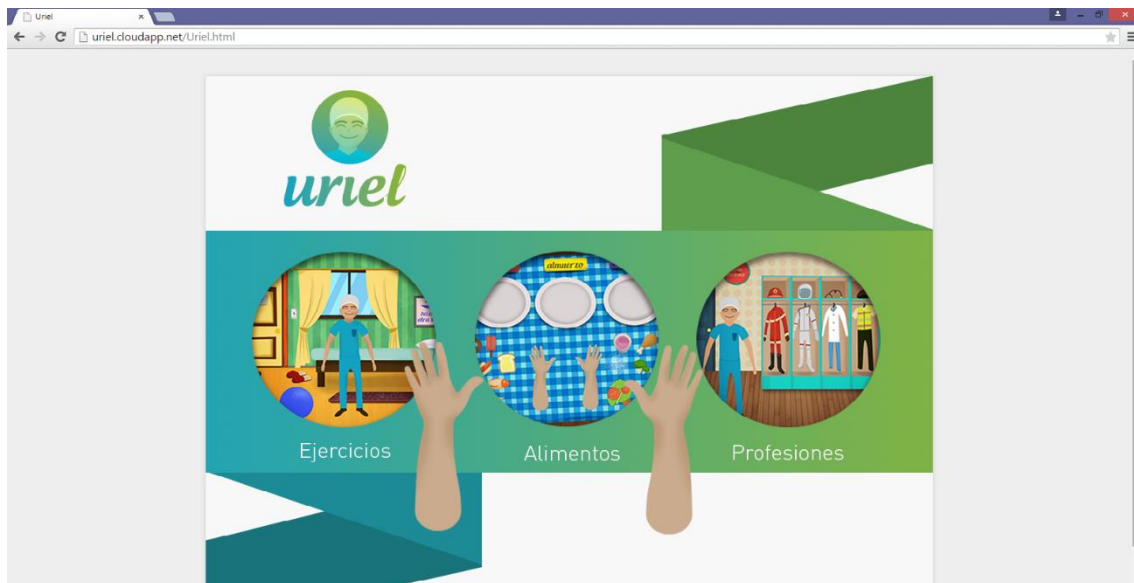 Uriel
uriel.cloudapp.net/Uriel.html
uriel
almuerzo
Ejercicios
Alimentos
Profesiones